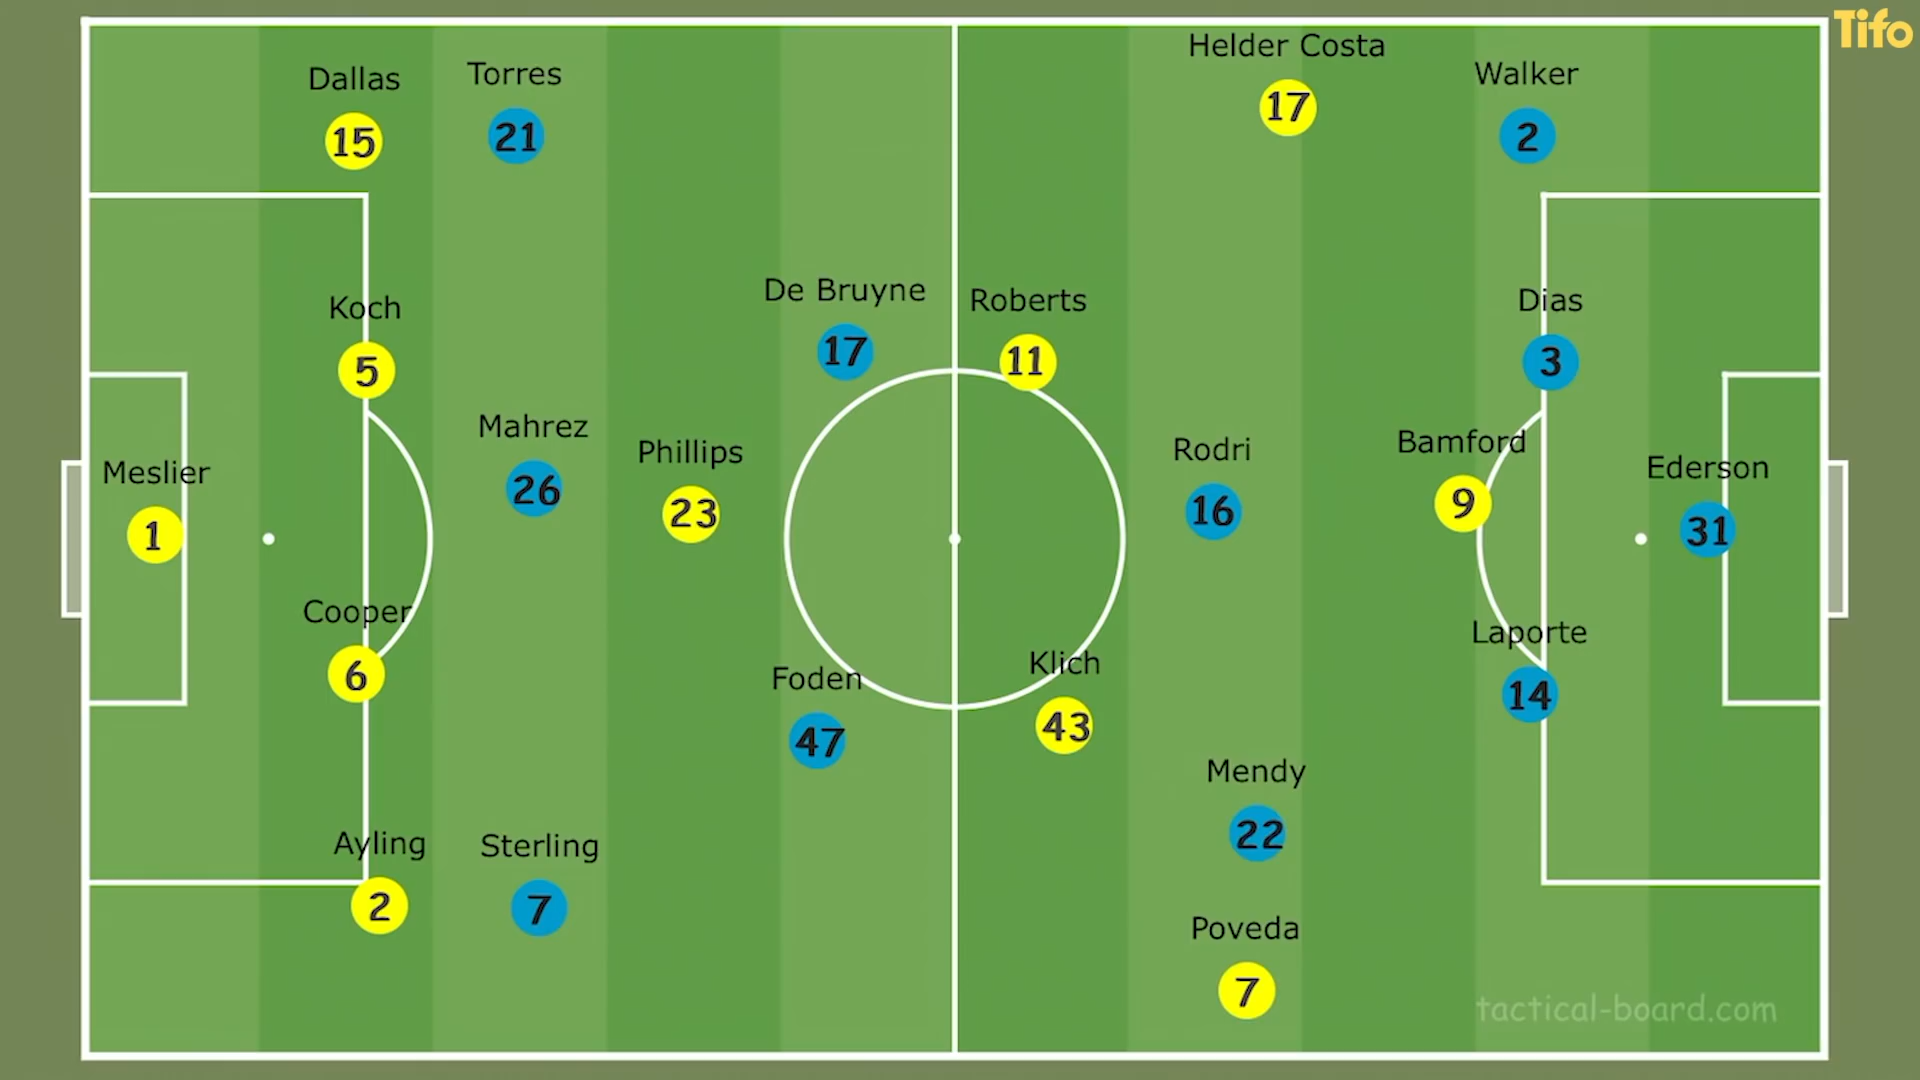 Tifo
Helder Costa
17
Dallas
15
Torres
21
Walker
2
De Bruyne
17
Roberts
11
Koch
5
Dias
3
Mahrez
26
Phillips
23
Rodri
16
Bamford
9
Meslier
1
Ederson
31
Cooper
6
Foden
47
Klich
43
Laporte
14
Mendy
22
Ayling
2
Sterling
7
Poveda
7
tactical-board.com